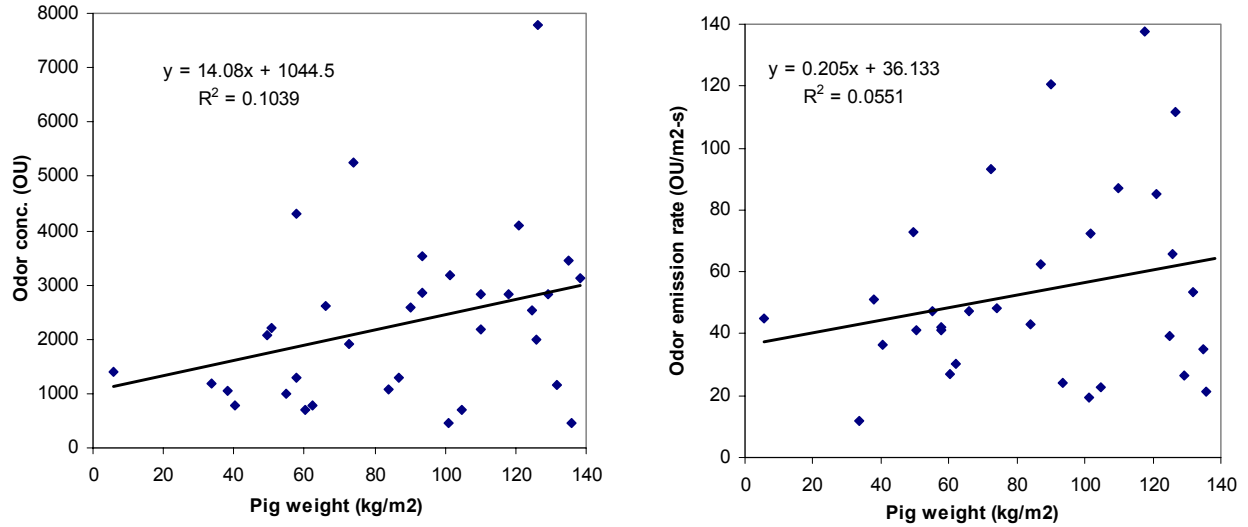 8000
7000
6000
5000
4000
3000
2000
1000
0
Odor conc. (OU)
y = 14.08x + 1044.5
R² = 0.1039
0 20 40 60 80 100 120 140
Pig weight (kg/m2)
140
120
100
80
60
40
20
0
Odor emission rate (OU/m2-s)
y = 0.205x + 36.133
R² = 0.0551
0 20 40 60 80 100 120 140
Pig weight (kg/m2)